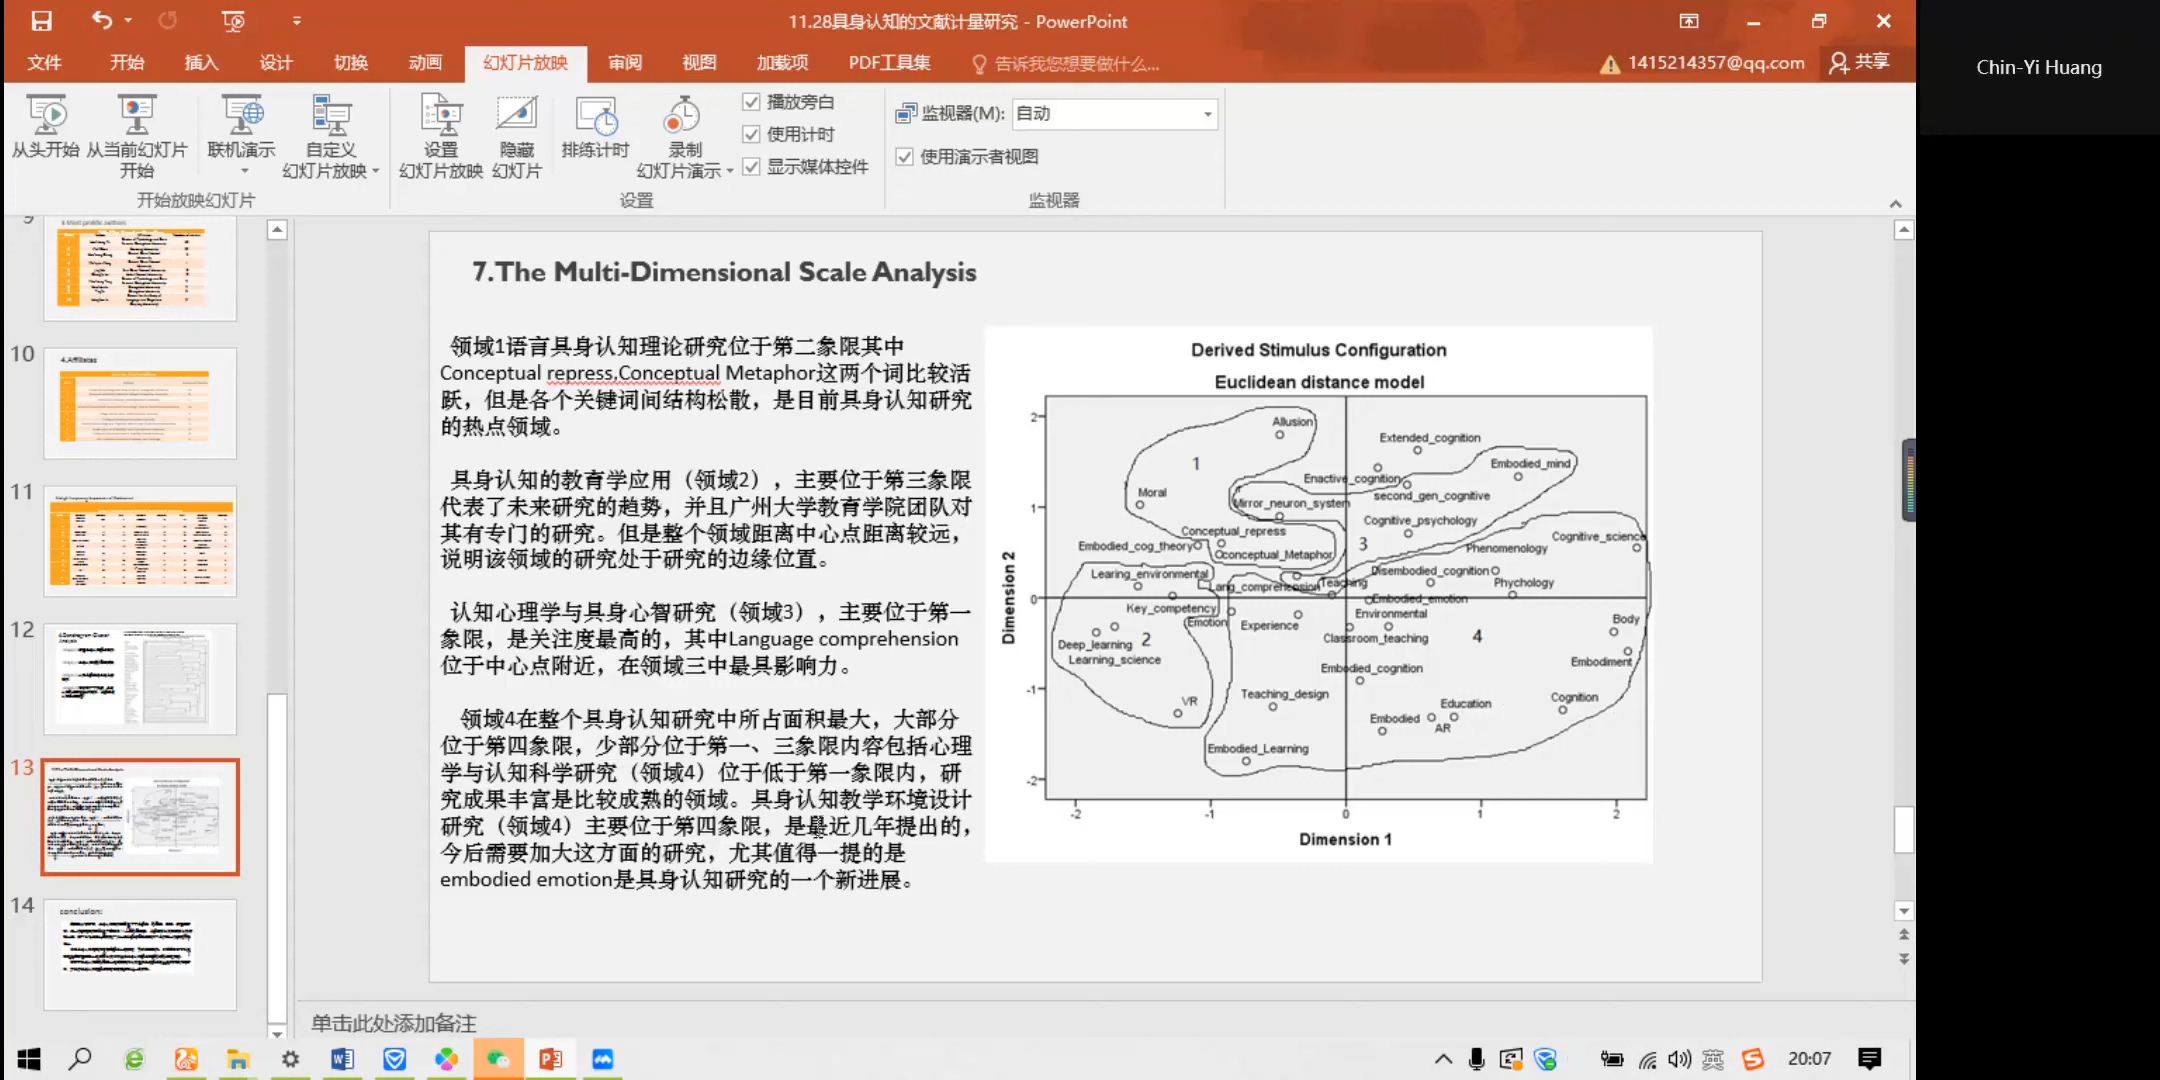 11.28具身认知的文献计量研究 - PowerPoint
Chin-Yi Huang
文件 开始 插入 设计 切换 动画 幻灯片放映 审阅 视图 加载项 PDF工具集 告诉我您想要做什么... 1415214357@qq.com 共享
从头开始
从当前幻灯片
开始
联机演示
自定义
幻灯片放映
开始放映幻灯片
设置
幻灯片放映
隐藏
幻灯片
排练计时
录制
幻灯片演示
播放旁白
使用计时
显示媒体控件
设置
监视器(M): 自动
使用演示者视图
监视器
9
10
4.Affiliates
11
12
13
14
conclusion:
7.The Multi-Dimensional Scale Analysis
领域1语言具身认知理论研究位于第二象限其中
Conceptual repress,Conceptual Metaphor这两个词比较活
跃，但是各个关键词间结构松散，是目前具身认知研究
的热点领域。
具身认知的教育学应用（领域2），主要位于第三象限
代表了未来研究的趋势，并且广州大学教育学院团队对
其有专门的研究。但是整个领域距离中心点距离较远，
说明该领域的研究处于研究的边缘位置。
认知心理学与具身心智研究（领域3），主要位于第一
象限，是关注度最高的，其中Language comprehension
位于中心点附近，在领域三中最具影响力。
领域4在整个具身认知研究中所占面积最大，大部分
位于第四象限，少部分位于第一、三象限内容包括心理
学与认知科学研究（领域4）位于低于第一象限内，研
究成果丰富是比较成熟的领域。具身认知教学环境设计
研究（领域4）主要位于第四象限，是最近几年提出的，
今后需要加大这方面的研究，尤其值得一提的是
embodied emotion是具身认知研究的一个新进展。
Derived Stimulus Configuration
Euclidean distance model
Dimension 2
2
1
0
-1
-2
Allusion
Extended_cognition
1
Embodied_mind
Enactive_cognition
Moral
second_gen_cognitive
Mirror_neuron_system
Cognitive_psychology
Conceptual_repress
Cognitive_science
3
Embodied_cog_theory
Conceptual_Metaphor
Phenomenology
Learing_environmental
Disembodied_cognition
Lang_comprehension
Teaching
Phychology
Embodied_emotion
Key_competency
Environmental
Emotion
Experience
Body
Classroom_teaching
4
Deep_learning
2
Learning_science
Embodiment
Embodied_cognition
Teaching_design
VR
Cognition
Education
Embodied
AR
Embodied_Learning
-2 -1 0 1 2
Dimension 1
单击此处添加备注
英
20:07